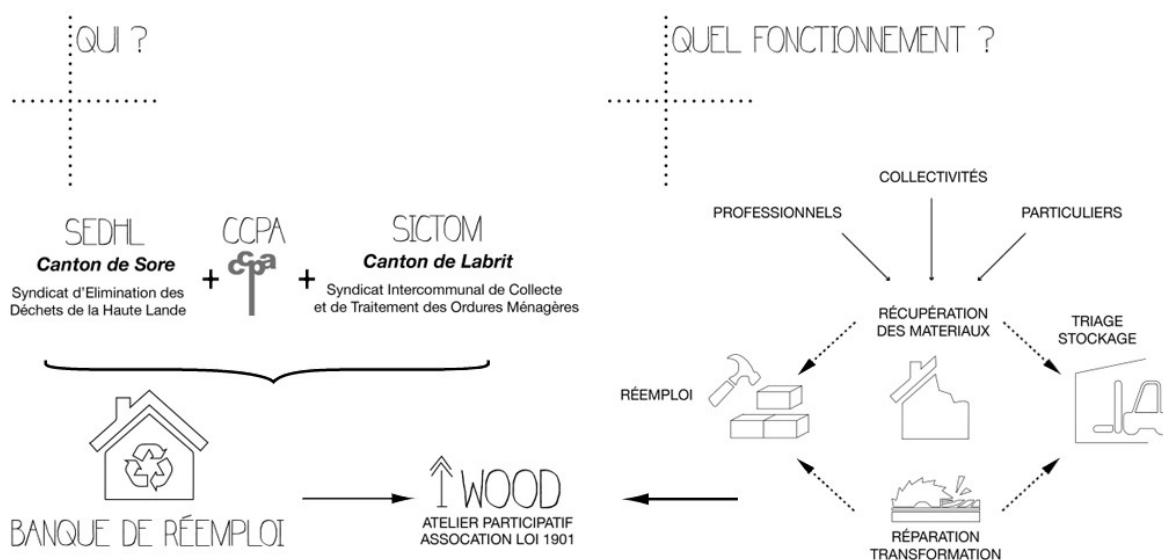 QUI ?
SEDHL
Canton de Sore
Syndicat d'Elimination des
Déchets de la Haute Lande
+
CCPA
ccpa
+
SICTOM
Canton de Labrit
Syndicat Intercommunal de Collecte
et de Traitement des Ordures Ménagères
BANQUE DE RÉEMPLOI
WOOD
ATELIER PARTICIPATIF
ASSOCATION LOI 1901
QUEL FONCTIONNEMENT ?
COLLECTIVITÉS
PROFESSIONNELS
PARTICULIERS
RÉCUPÉRATION
DES MATERIAUX
TRIAGE
STOCKAGE
RÉEMPLOI
RÉPARATION
TRANSFORMATION